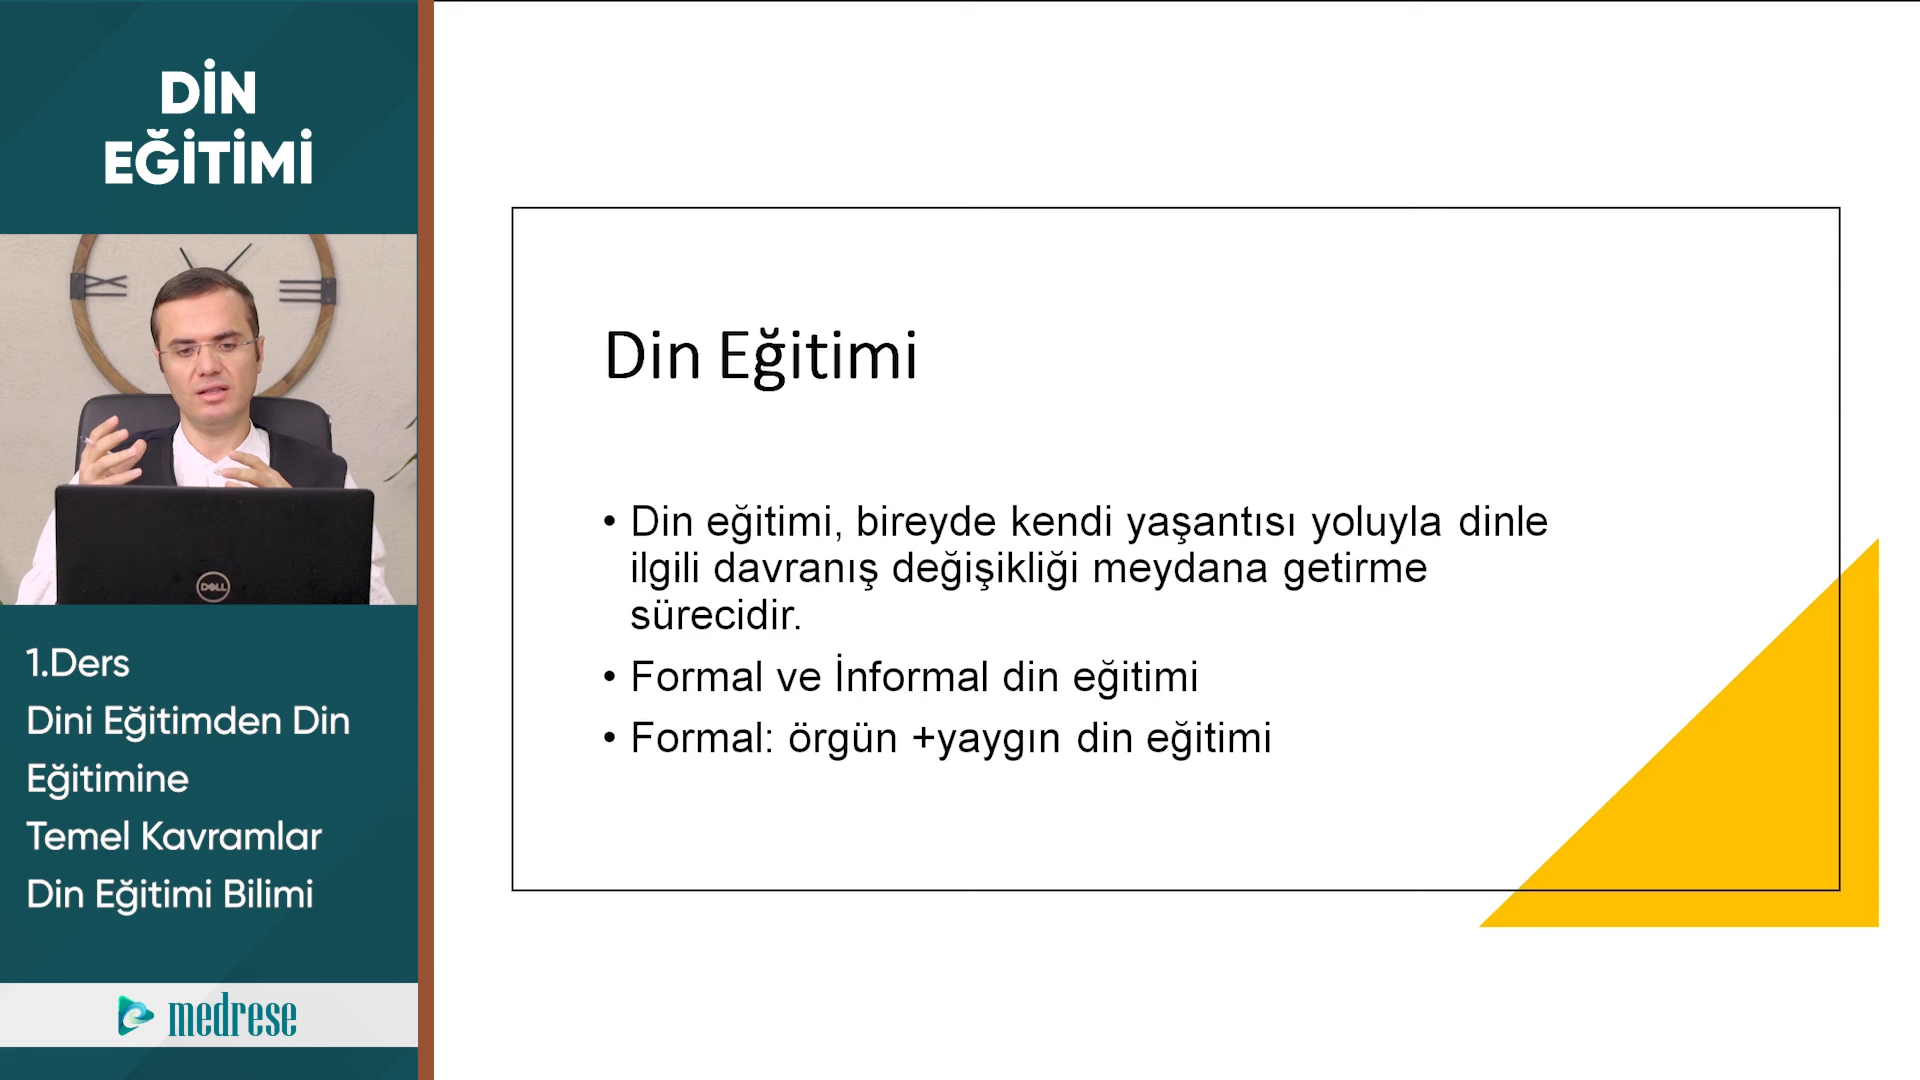 DİN
EĞİTİMİ
DELL
1.Ders
Dini Eğitimden Din
Eğitimine
Temel Kavramlar
Din Eğitimi Bilimi
medrese
Din Eğitimi
• Din eğitimi, bireyde kendi yaşantısı yoluyla dinle
ilgili davranış değişikliği meydana getirme
sürecidir.
• Formal ve İnformal din eğitimi
• Formal: örgün +yaygın din eğitimi